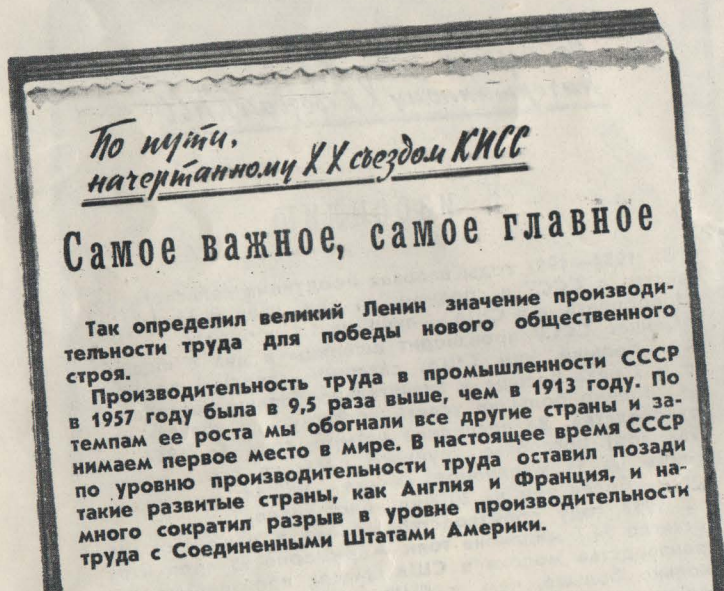 По пути,
начертанному XX съездом КПСС
Самое важное, самое главное
Так определил великий Ленин значение производи-
тельности труда для победы нового общественного
строя.
Производительность труда в промышленности СССР
в 1957 году была в 9,5 раза выше, чем в 1913 году. По
темпам ее роста мы обогнали все другие страны и за-
нимаем первое место в мире. В настоящее время СССР
по уровню производительности труда оставил позади
такие развитые страны, как Англия и Франция, и на-
много сократил разрыв в уровне производительности
труда с Соединенными Штатами Америки.